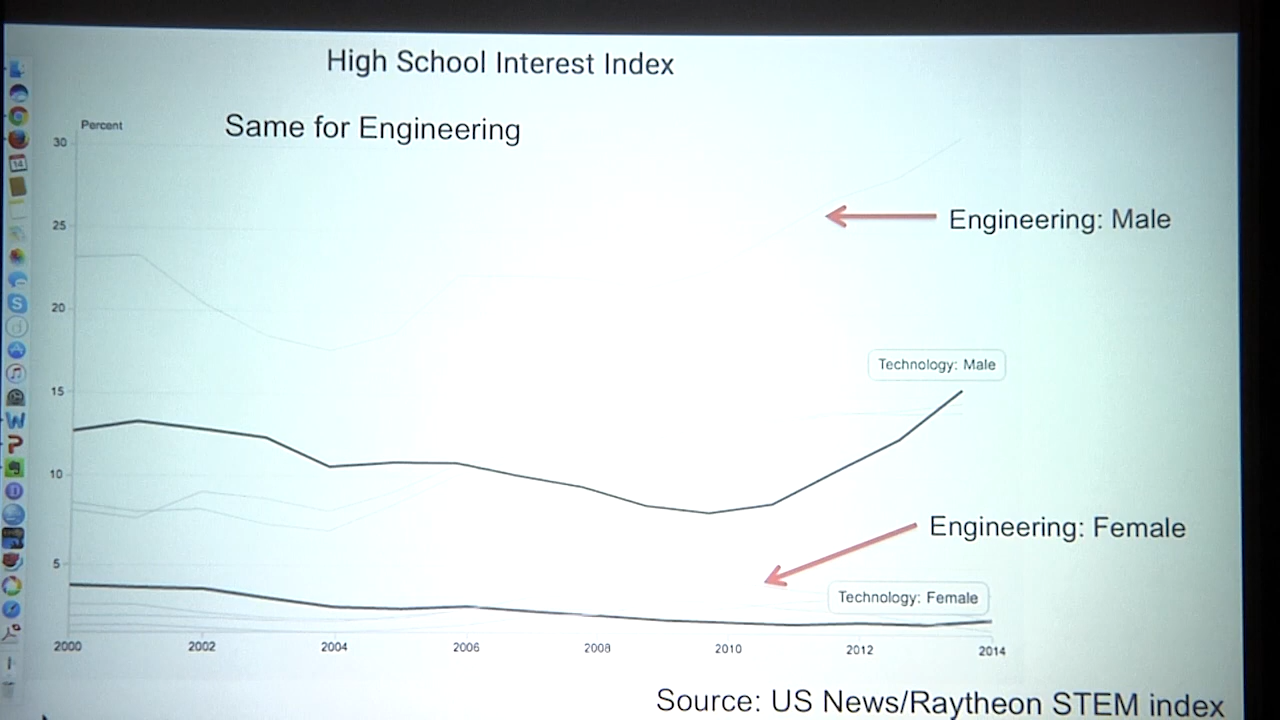 High School Interest Index
Same for Engineering
Percent
30
25
20
15
10
5
Engineering: Male
Technology: Male
Engineering: Female
Technology: Female
2000 2002 2004 2006 2008 2010 2012 2014
Source: US News/Raytheon STEM index
14
S
d
W
P